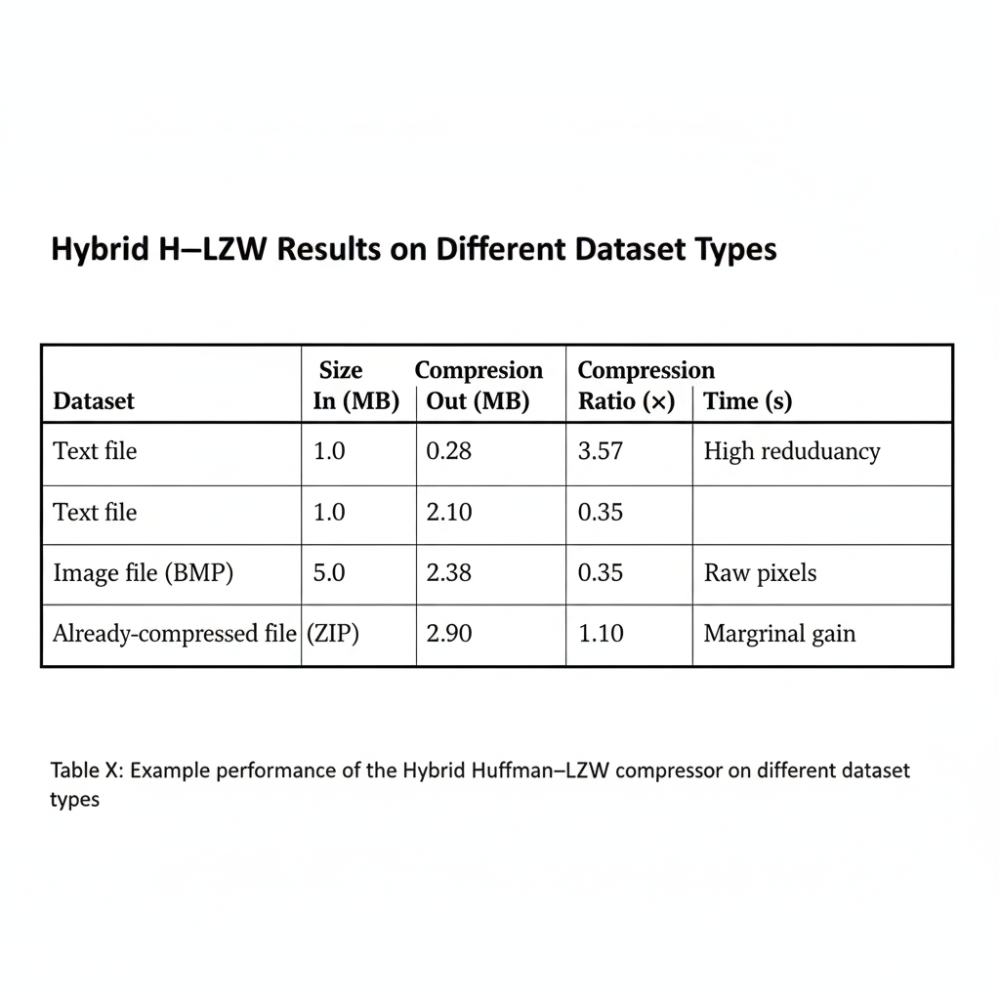 Hybrid H–LZW Results on Different Dataset Types
Size Compresion Compression
Dataset In (MB) Out (MB) Ratio (×) Time (s)
Text file 1.0 0.28 3.57 High reduduancy
Text file 1.0 2.10 0.35
Image file (BMP) 5.0 2.38 0.35 Raw pixels
Already-compressed file (ZIP) 2.90 1.10 Margrinal gain
Table X: Example performance of the Hybrid Huffman–LZW compressor on different dataset
types